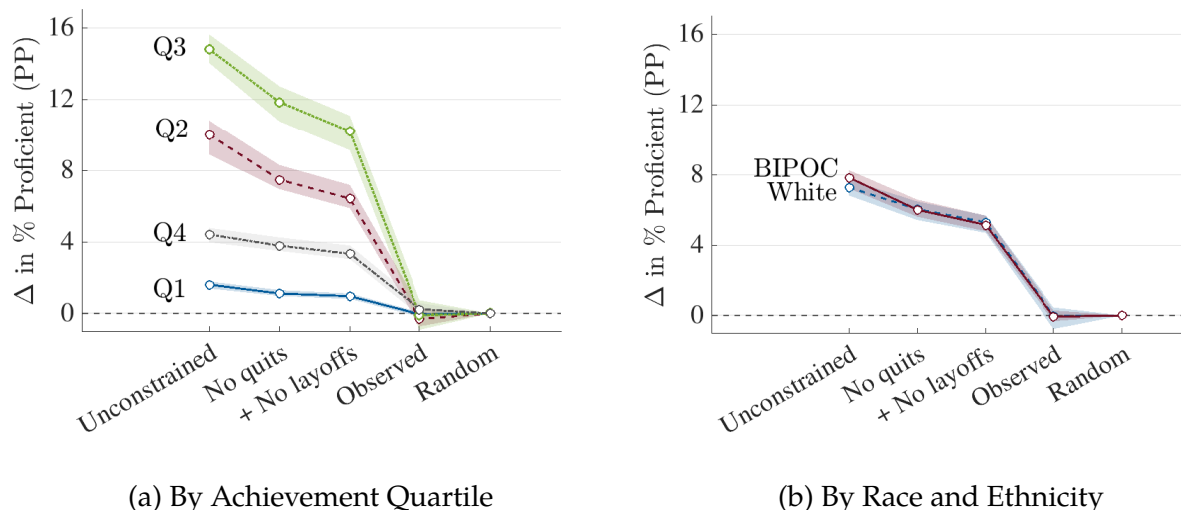 Δ in % Proficient (PP)
16
12
8
4
0
Q3
Q2
Q4
Q1
Unconstrained
No quits
+ No layoffs
Observed
Random
(a) By Achievement Quartile
Δ in % Proficient (PP)
16
12
8
4
0
BIPOC
White
Unconstrained
No quits
+ No layoffs
Observed
Random
(b) By Race and Ethnicity